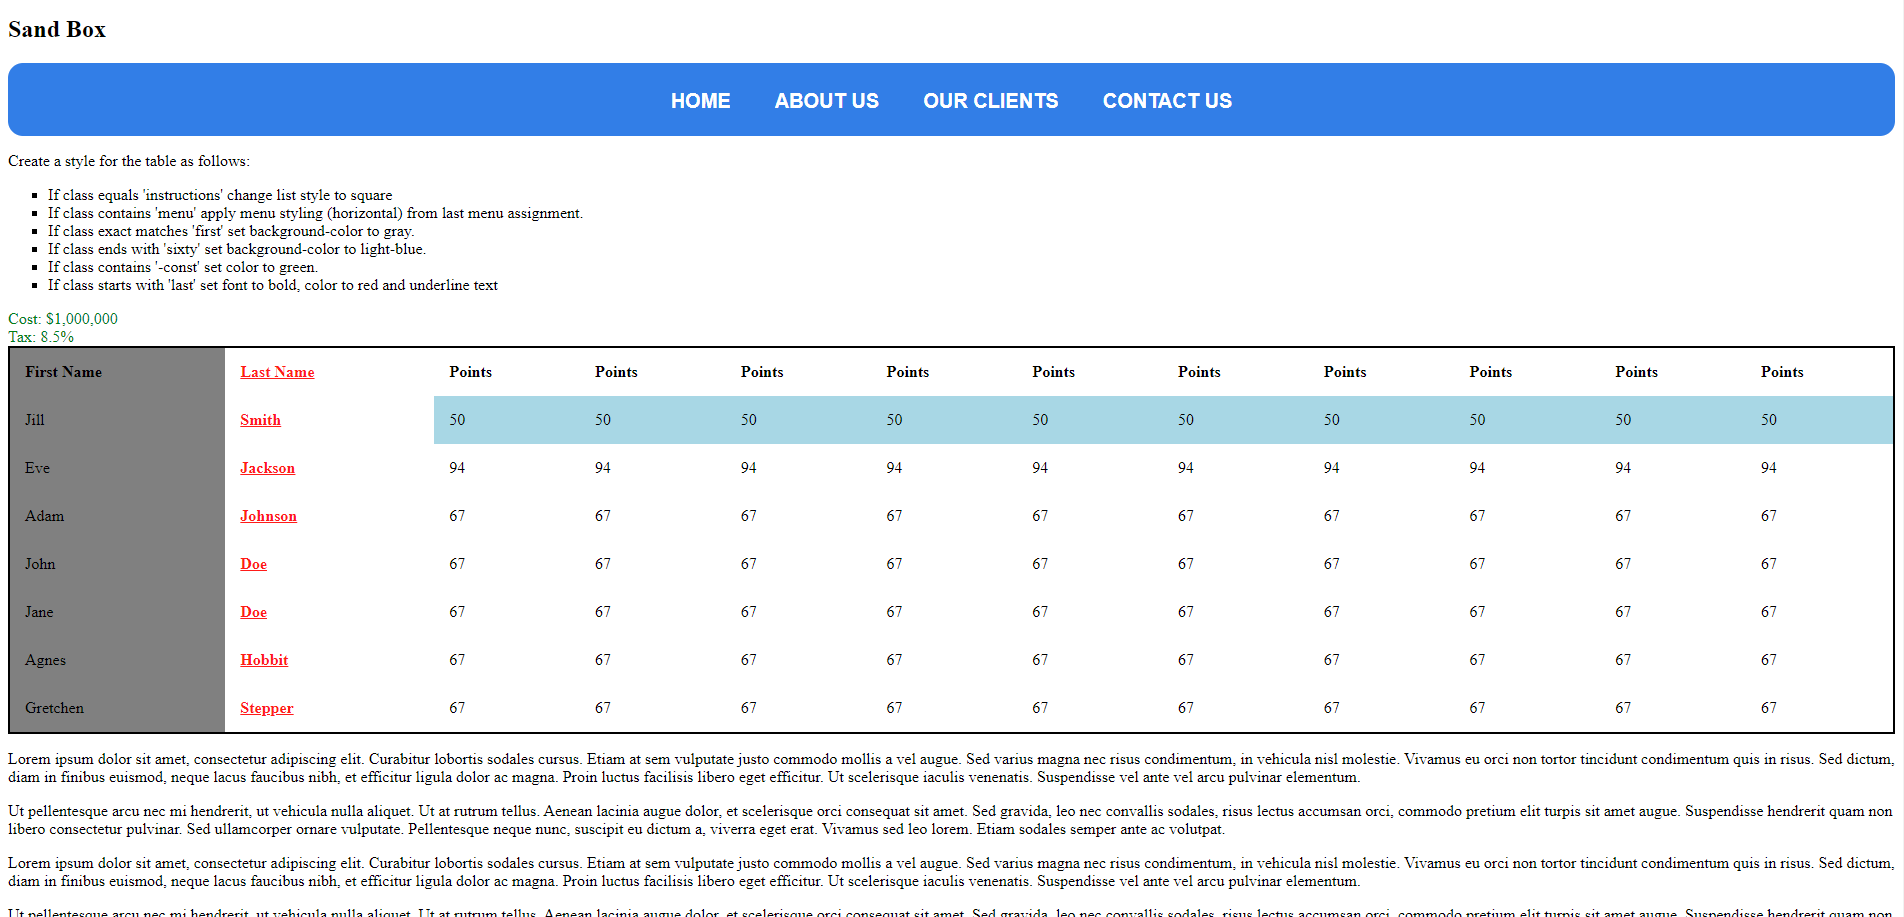 Sand Box
HOME ABOUT US OUR CLIENTS CONTACT US
Create a style for the table as follows:
If class equals 'instructions' change list style to square
If class contains 'menu' apply menu styling (horizontal) from last menu assignment.
If class exact matches 'first' set background-color to gray.
If class ends with 'sixty' set background-color to light-blue.
If class contains '-const' set color to green.
If class starts with 'last' set font to bold, color to red and underline text
Cost: $1,000,000
Tax: 8.5%
First Name Last Name Points Points Points Points Points Points Points Points Points Points
Jill Smith 50 50 50 50 50 50 50 50 50 50
Eve Jackson 94 94 94 94 94 94 94 94 94 94
Adam Johnson 67 67 67 67 67 67 67 67 67 67
John Doe 67 67 67 67 67 67 67 67 67 67
Jane Doe 67 67 67 67 67 67 67 67 67 67
Agnes Hobbit 67 67 67 67 67 67 67 67 67 67
Gretchen Stepper 67 67 67 67 67 67 67 67 67 67
Lorem ipsum dolor sit amet, consectetur adipiscing elit. Curabitur lobortis sodales cursus. Etiam at sem vulputate justo commodo mollis a vel augue. Sed varius magna nec risus condimentum, in vehicula nisl molestie. Vivamus eu orci non tortor tincidunt condimentum quis in risus. Sed dictum,
diam in finibus euismod, neque lacus faucibus nibh, et efficitur ligula dolor ac magna. Proin luctus facilisis libero eget efficitur. Ut scelerisque iaculis venenatis. Suspendisse vel ante vel arcu pulvinar elementum.
Ut pellentesque arcu nec mi hendrerit, ut vehicula nulla aliquet. Ut at rutrum tellus. Aenean lacinia augue dolor, et scelerisque orci consequat sit amet. Sed gravida, leo nec convallis sodales, risus lectus accumsan orci, commodo pretium elit turpis sit amet augue. Suspendisse hendrerit quam non
libero consectetur pulvinar. Sed ullamcorper ornare vulputate. Pellentesque neque nunc, suscipit eu dictum a, viverra eget erat. Vivamus sed leo lorem. Etiam sodales semper ante ac volutpat.
Lorem ipsum dolor sit amet, consectetur adipiscing elit. Curabitur lobortis sodales cursus. Etiam at sem vulputate justo commodo mollis a vel augue. Sed varius magna nec risus condimentum, in vehicula nisl molestie. Vivamus eu orci non tortor tincidunt condimentum quis in risus. Sed dictum,
diam in finibus euismod, neque lacus faucibus nibh, et efficitur ligula dolor ac magna. Proin luctus facilisis libero eget efficitur. Ut scelerisque iaculis venenatis. Suspendisse vel ante vel arcu pulvinar elementum.
Ut pellentesque arcu nec mi hendrerit, ut vehicula nulla aliquet. Ut at rutrum tellus. Aenean lacinia augue dolor, et scelerisque orci consequat sit amet. Sed gravida, leo nec convallis sodales, risus lectus accumsan orci, commodo pretium elit turpis sit amet augue. Suspendisse hendrerit quam non